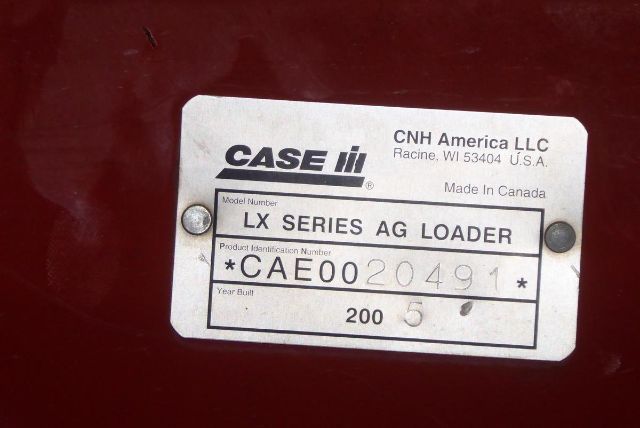 CASE IH ®
CNH America LLC
Racine, WI 53404 U.S.A.
Made In Canada
Model Number
LX SERIES AG LOADER
Product Identification Number
*CAE0020491*
Year Built
2005